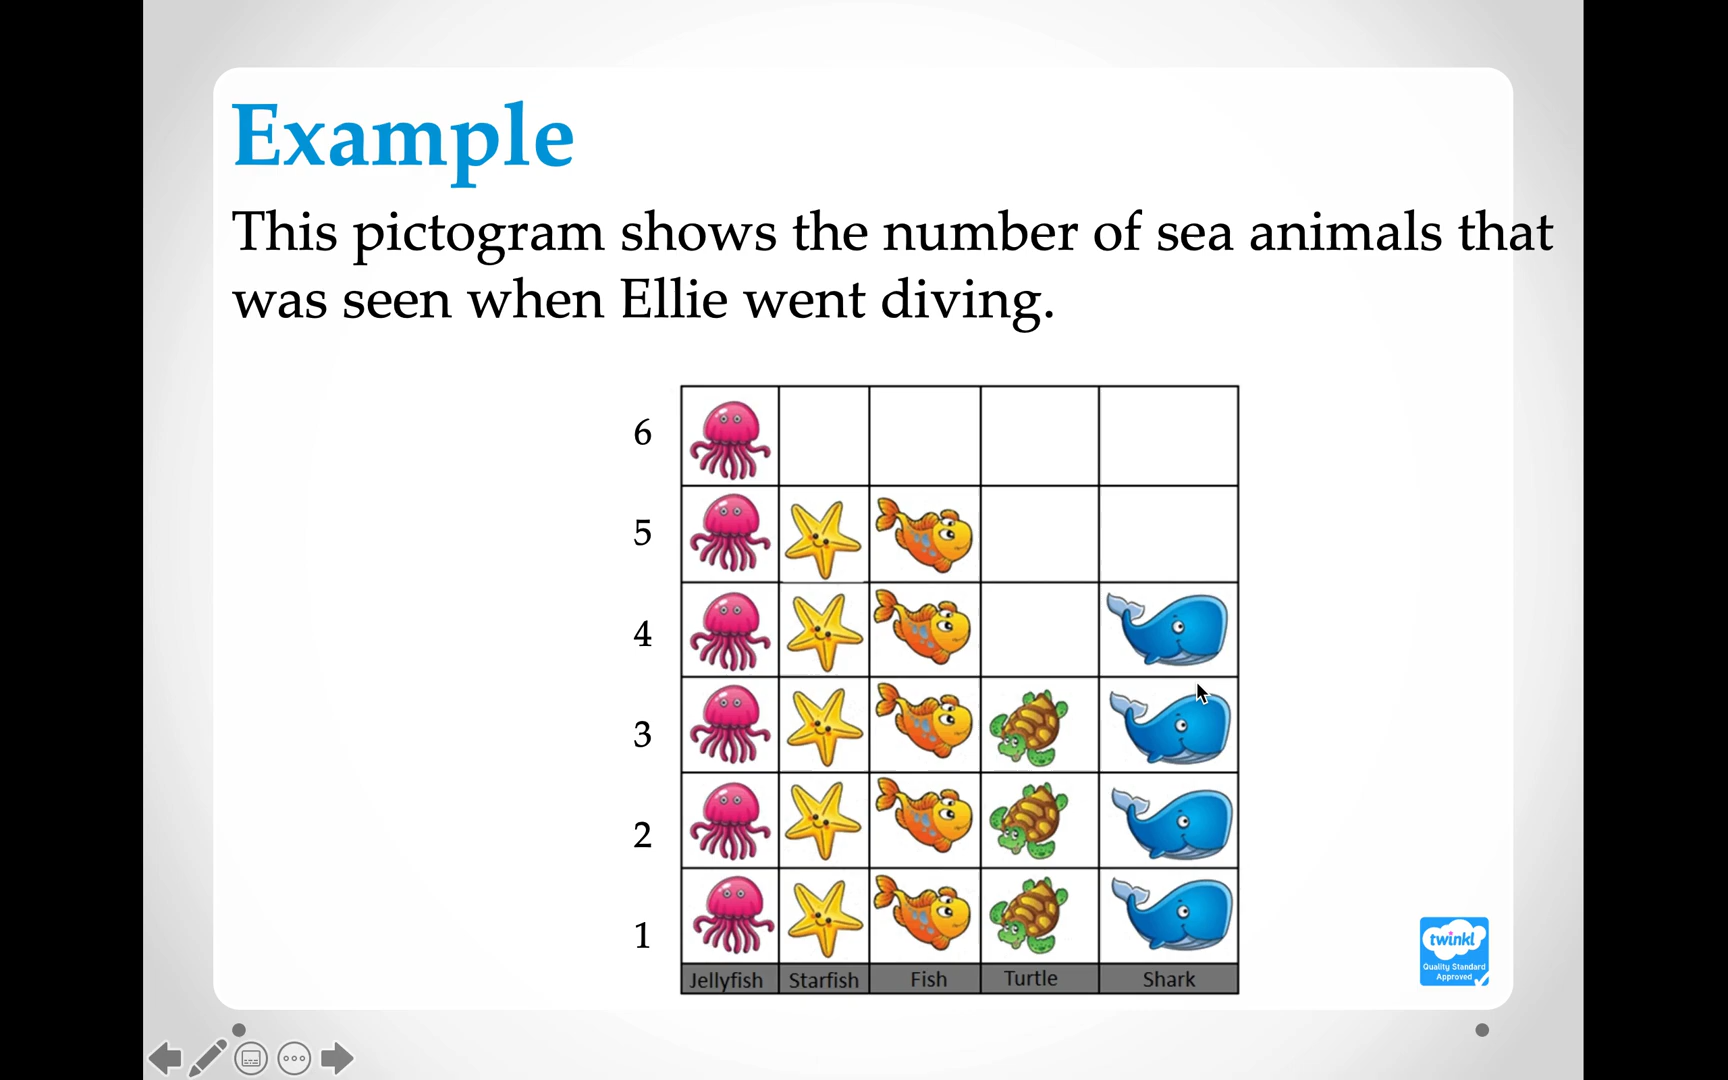 Example
This pictogram shows the number of sea animals that
was seen when Ellie went diving.
6
5
4
3
2
1
Jellyfish Starfish Fish Turtle Shark
twinkl
Quality Standard
Approved